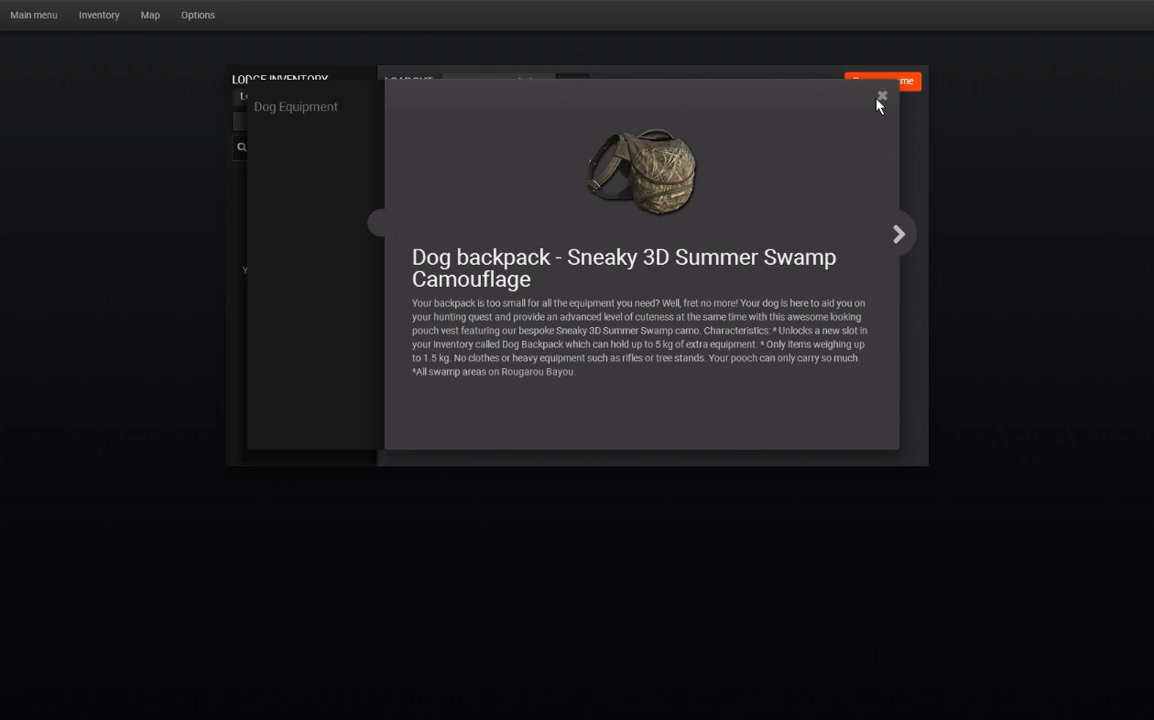 Main menu Inventory Map Options
LODGE INVENTORY
Dog Equipment
Dog backpack - Sneaky 3D Summer Swamp
Camouflage
Your backpack is too small for all the equipment you need? Well, fret no more! Your dog is here to aid you on
your hunting quest and provide an advanced level of cuteness at the same time with this awesome looking
pouch vest featuring our bespoke Sneaky 3D Summer Swamp camo. Characteristics: * Unlocks a new slot in
your inventory called Dog Backpack which can hold up to 5 kg of extra equipment. * Only items weighing up
to 1.5 kg. No clothes or heavy equipment such as rifles or tree stands. Your pooch can only carry so much.
*All swamp areas on Rougarou Bayou.